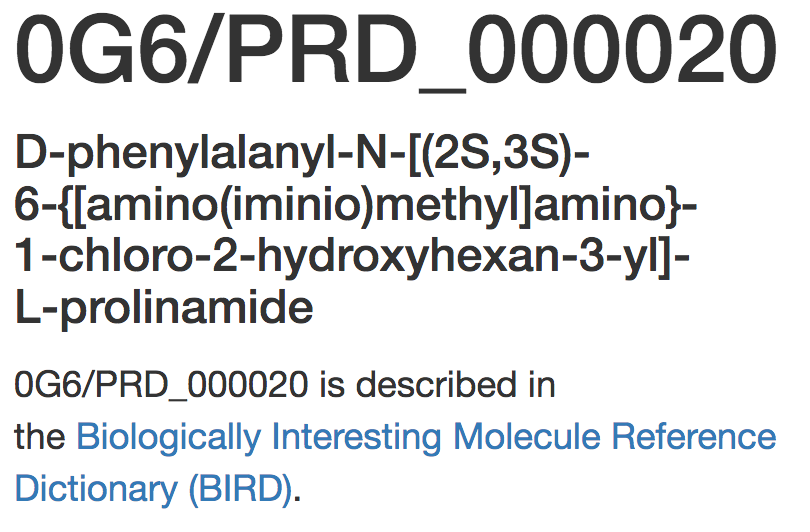 0G6/PRD_000020
D-phenylalanyl-N-[(2S,3S)-
6-{[amino(iminio)methyl]amino}-
1-chloro-2-hydroxyhexan-3-yl]-
L-prolinamide
0G6/PRD_000020 is described in
the Biologically Interesting Molecule Reference
Dictionary (BIRD).